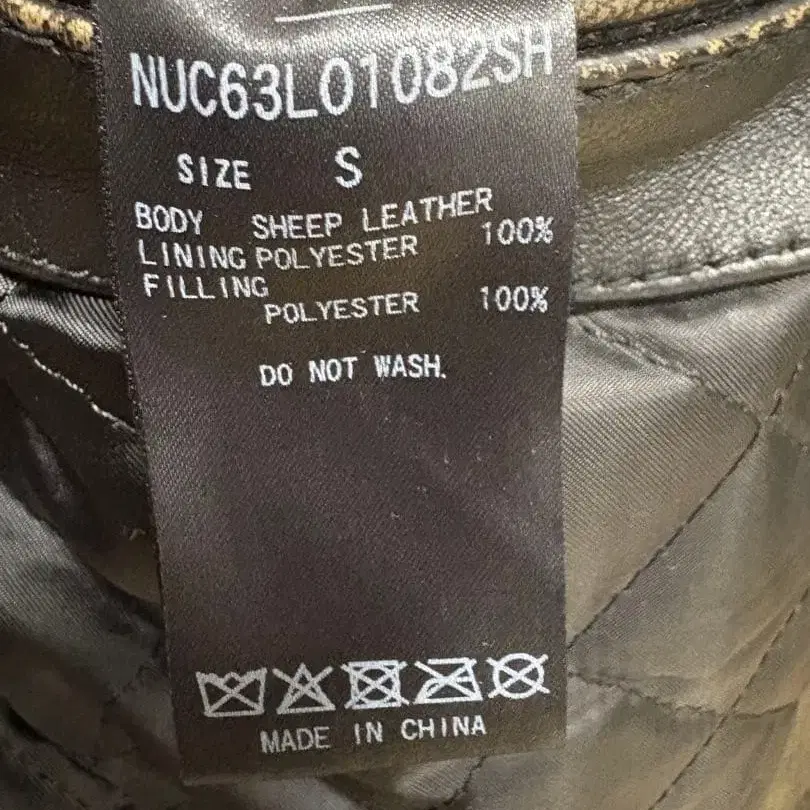 NUC63L01082SH
SIZE S
BODY SHEEP LEATHER 100%
LINING POLYESTER
FILLING
POLYESTER 100%
DO NOT WASH.
MADE IN CHINA